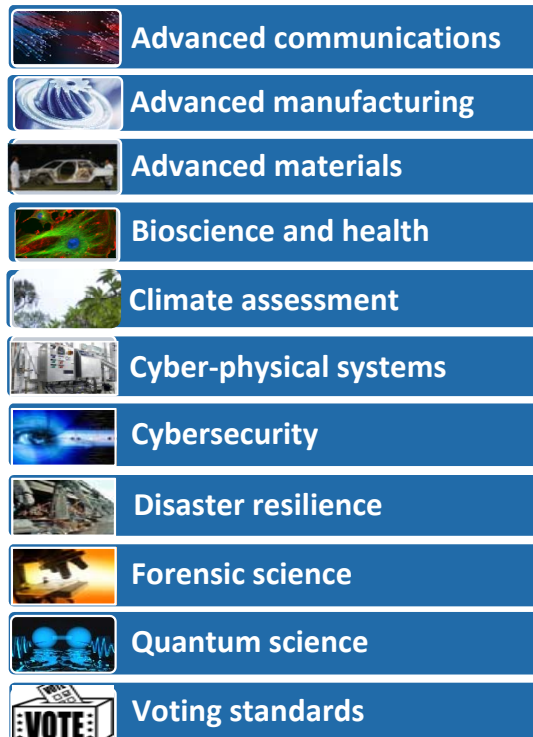 Advanced communications
Advanced manufacturing
Advanced materials
Bioscience and health
Climate assessment
Cyber-physical systems
Cybersecurity
Disaster resilience
Forensic science
Quantum science
Voting standards
VOTE